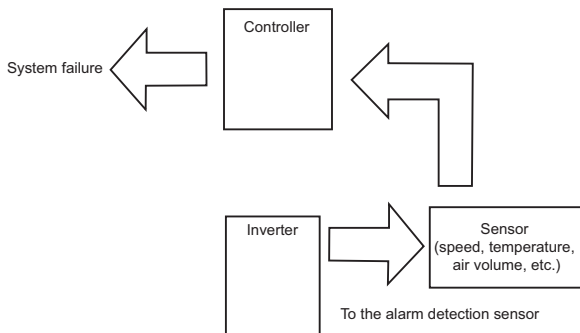 Controller
System failure
Inverter
Sensor
(speed, temperature,
air volume, etc.)
To the alarm detection sensor